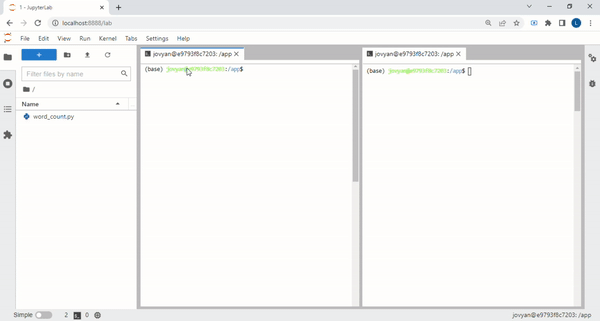 1 - JupyterLab
localhost:8888/lab
L
File Edit View Run Kernel Tabs Settings Help
+
Filter files by name
/
Name
word_count.py
jovyan@e9793f8c7203: /app
(base) jovyan@e9793f8c7203:/app$
jovyan@e9793f8c7203: /app
(base) jovyan@e9793f8c7203:/app$
Simple 2 0 jovyan@e9793f8c7203: /app